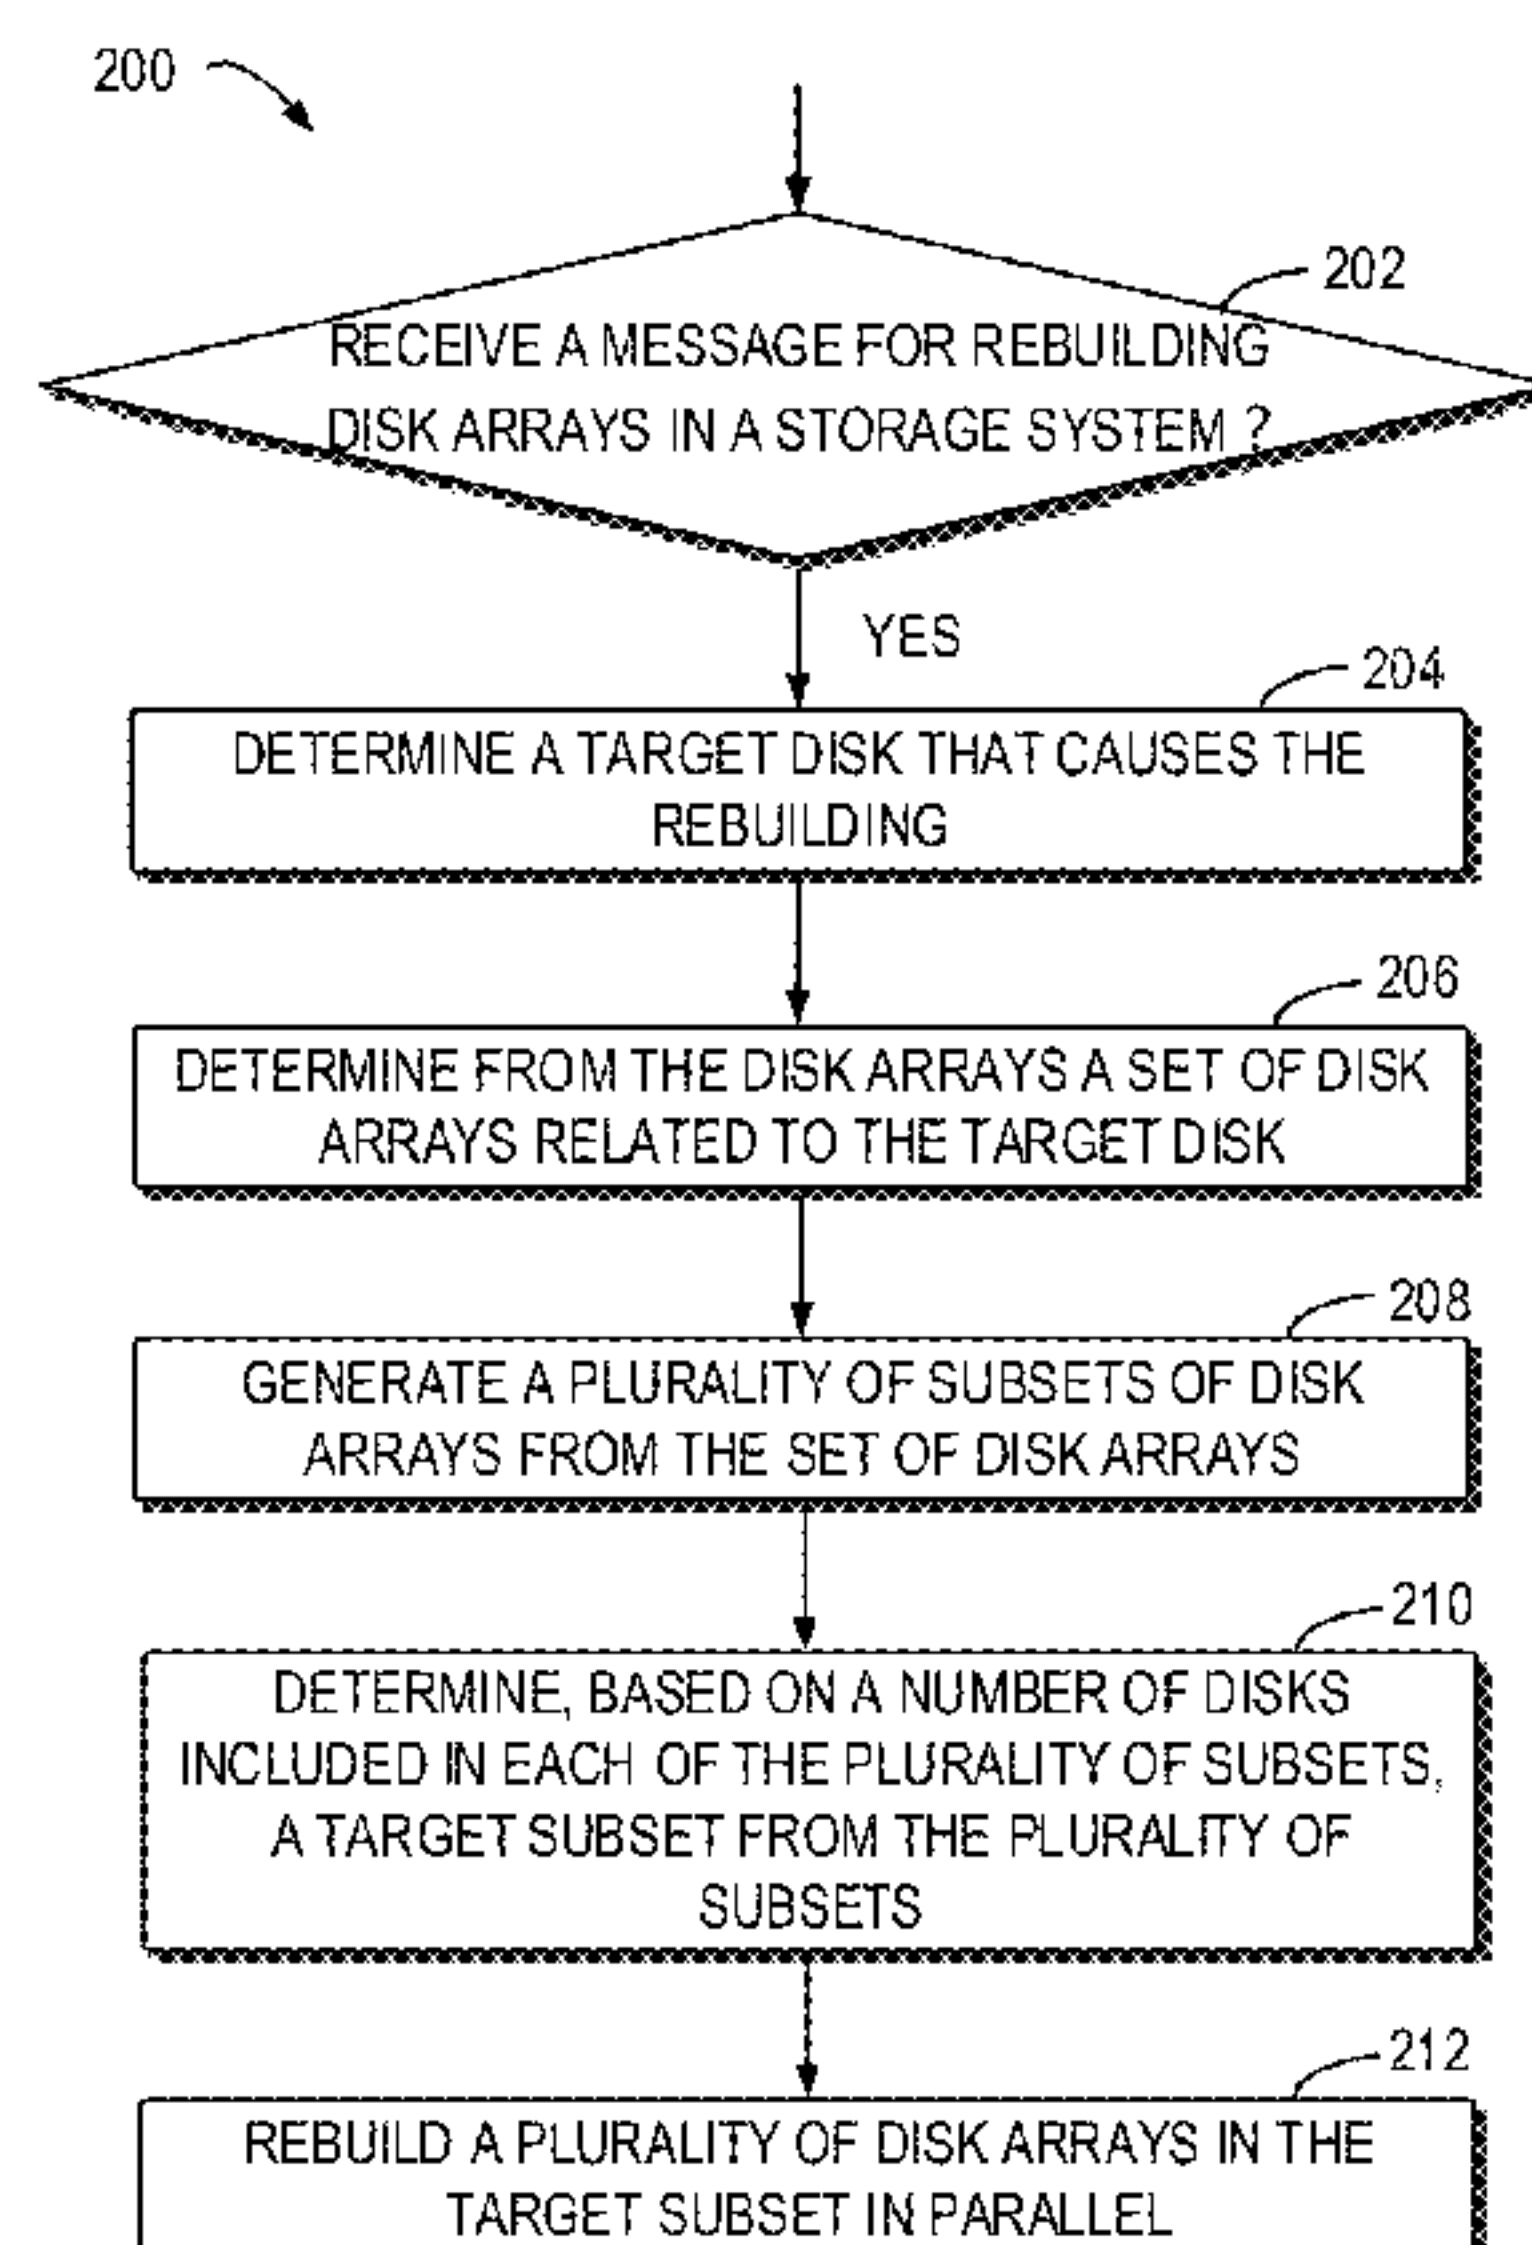 200
202
RECEIVE A MESSAGE FOR REBUILDING
DISK ARRAYS IN A STORAGE SYSTEM ?
YES
204
DETERMINE A TARGET DISK THAT CAUSES THE
REBUILDING
206
DETERMINE FROM THE DISK ARRAYS A SET OF DISK
ARRAYS RELATED TO THE TARGET DISK
208
GENERATE A PLURALITY OF SUBSETS OF DISK
ARRAYS FROM THE SET OF DISK ARRAYS
210
DETERMINE, BASED ON A NUMBER OF DISKS
INCLUDED IN EACH OF THE PLURALITY OF SUBSETS,
A TARGET SUBSET FROM THE PLURALITY OF
SUBSETS
212
REBUILD A PLURALITY OF DISK ARRAYS IN THE
TARGET SUBSET IN PARALLEL